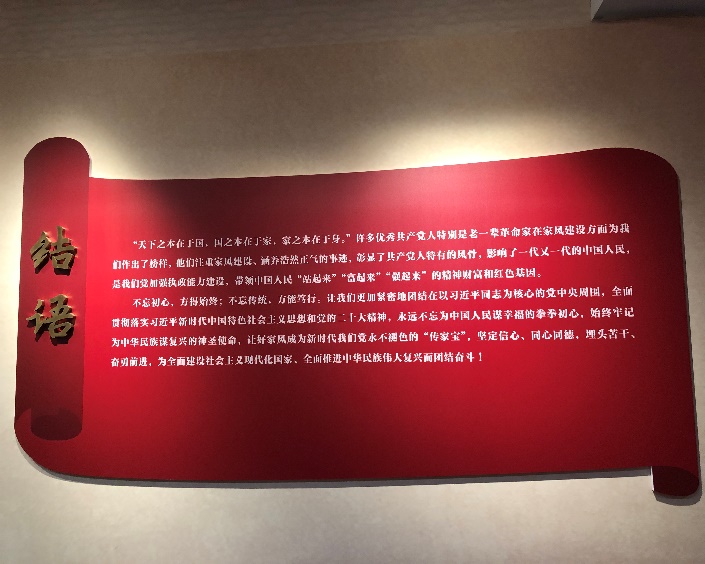 结语
“天下之本在于国，国之本在于家，家之本在于身。”许多优秀共产党人特别是老一辈革命家在家风建设方面为我
们作出了榜样，他们注重家风建设、涵养浩然正气的事迹，彰显了共产党人特有的风骨，影响了一代又一代的中国人民，
是我们党加强执政能力建设，带领中国人民“站起来”“富起来”“强起来”的精神财富和红色基因。
不忘初心，方得始终；不忘传统，方能笃行。让我们更加紧密地团结在以习近平同志为核心的党中央周围，全面
贯彻落实习近平新时代中国特色社会主义思想和党的二十大精神，永远不忘为中国人民谋幸福的拳拳初心，始终牢记
为中华民族谋复兴的神圣使命，让好家风成为新时代我们党永不褪色的“传家宝”，坚定信心、同心同德，埋头苦干、
奋勇前进，为全面建设社会主义现代化国家、全面推进中华民族伟大复兴而团结奋斗！